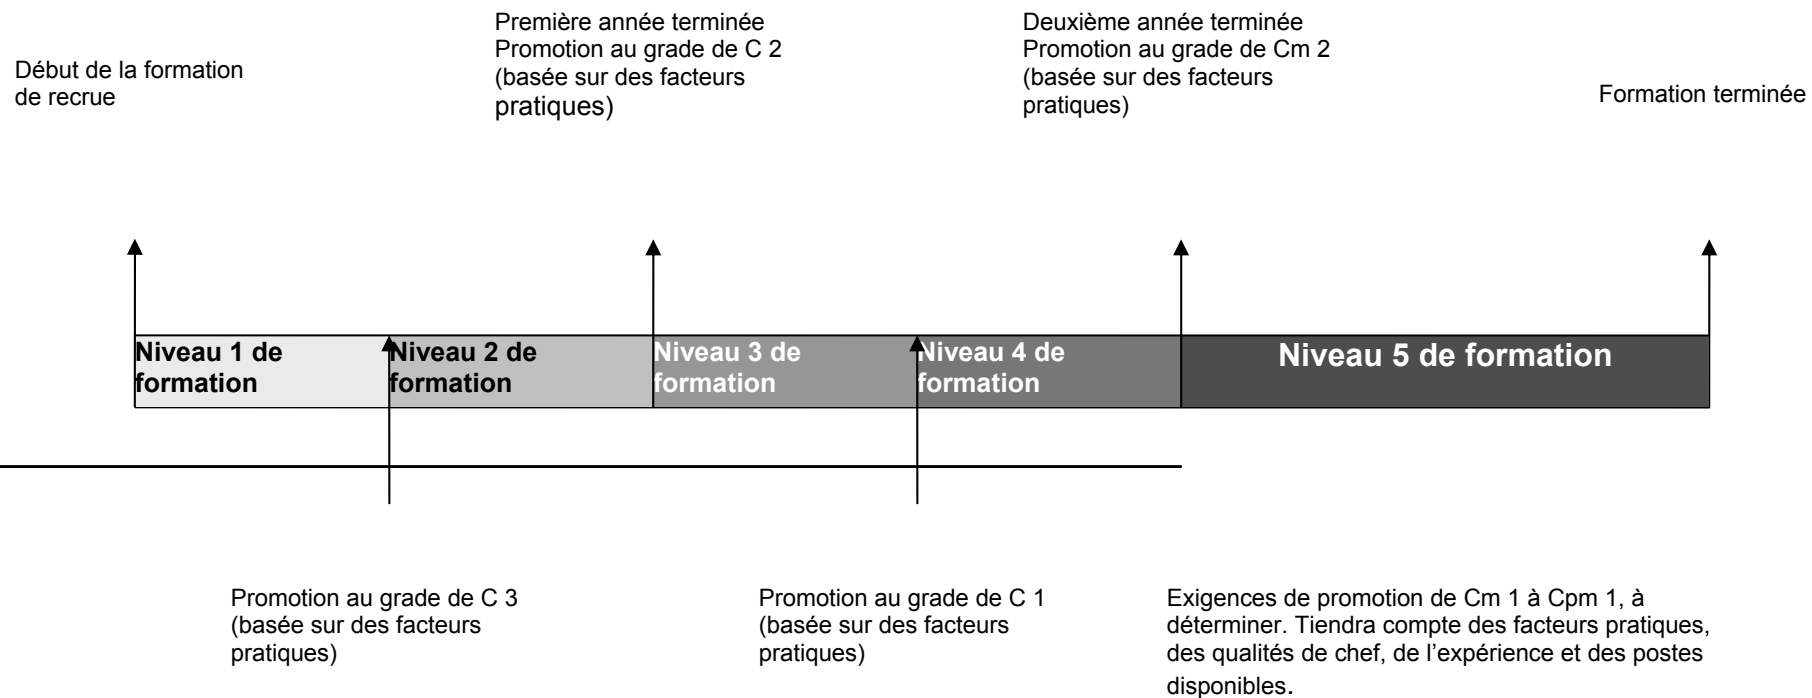 Début de la formation
de recrue
Première année terminée
Promotion au grade de C 2
(basée sur des facteurs
pratiques)
Deuxième année terminée
Promotion au grade de Cm 2
(basée sur des facteurs
pratiques)
Formation terminée
Niveau 1 de
formation
Niveau 2 de
formation
Niveau 3 de
formation
Niveau 4 de
formation
Niveau 5 de formation
Promotion au grade de C 3
(basée sur des facteurs
pratiques)
Promotion au grade de C 1
(basée sur des facteurs
pratiques)
Exigences de promotion de Cm 1 à Cpm 1, à
déterminer. Tiendra compte des facteurs pratiques,
des qualités de chef, de l’expérience et des postes
disponibles.